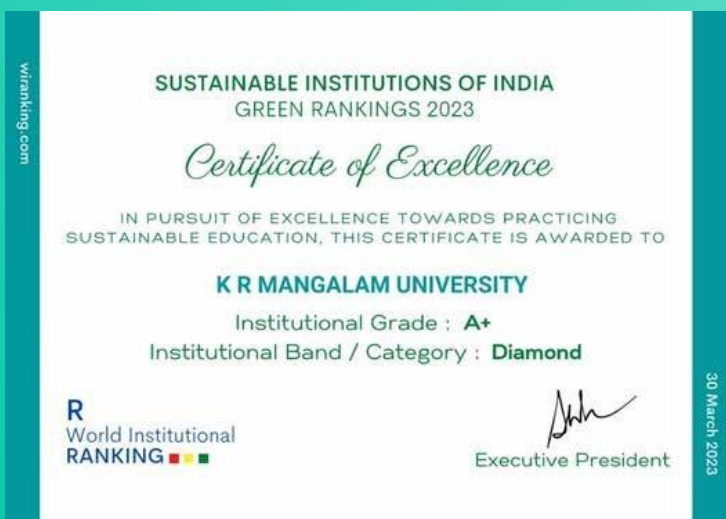 wiranking.com
SUSTAINABLE INSTITUTIONS OF INDIA
GREEN RANKINGS 2023
Certificate of Excellence
IN PURSUIT OF EXCELLENCE TOWARDS PRACTICING
SUSTAINABLE EDUCATION, THIS CERTIFICATE IS AWARDED TO
K R MANGALAM UNIVERSITY
Institutional Grade : A+
Institutional Band / Category : Diamond
R
World Institutional
RANKING
Executive President
30 March 2023